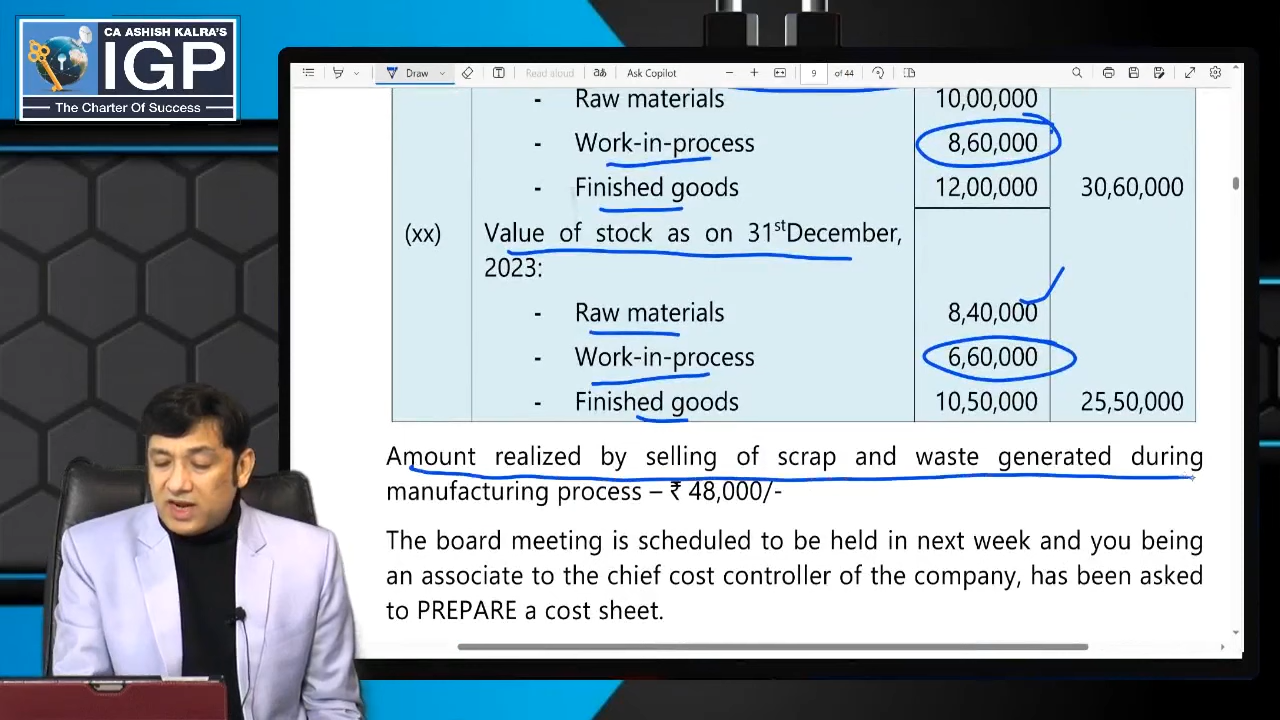 CA ASHISH KALRA'S
IGP
The Charter Of Success
Draw
Read aloud
Ask Copilot
9 of 44
- Raw materials 10,00,000
- Work-in-process 8,60,000
- Finished goods 12,00,000 30,60,000
(xx) Value of stock as on 31stDecember,
2023:
- Raw materials 8,40,000
- Work-in-process 6,60,000
- Finished goods 10,50,000 25,50,000
Amount realized by selling of scrap and waste generated during
manufacturing process – ₹ 48,000/-
The board meeting is scheduled to be held in next week and you being
an associate to the chief cost controller of the company, has been asked
to PREPARE a cost sheet.